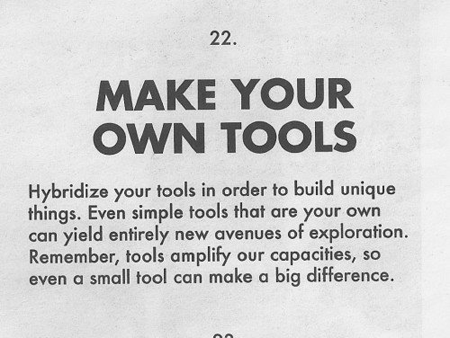 22.
MAKE YOUR
OWN TOOLS
Hybridize your tools in order to build unique
things. Even simple tools that are your own
can yield entirely new avenues of exploration.
Remember, tools amplify our capacities, so
even a small tool can make a big difference.